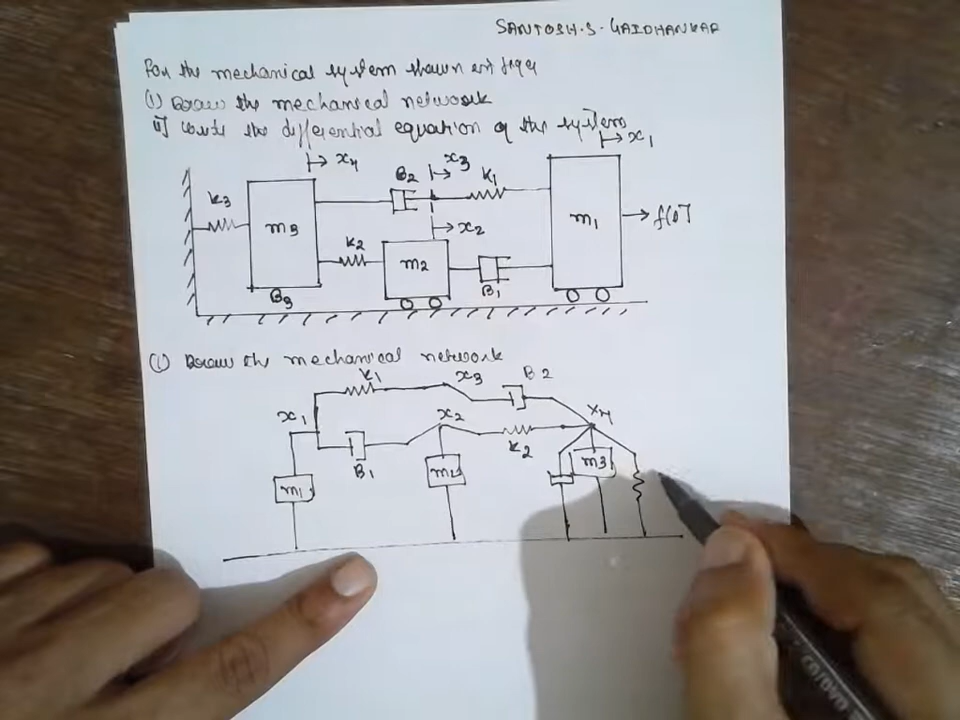 SANTOSH.S.GAIDHANKAR
For the mechanical system shown in figur
(i) Draw the mechanical network
ii] write the differential equation of the system
x4
x3
x1
k3
B2
k1
m3
x2
m1
f(t)
k2
m2
B3
B1
(i) Draw the mechanical network
k1
x3
B2
x1
x2
x4
B1
k2
m1
m2
m3